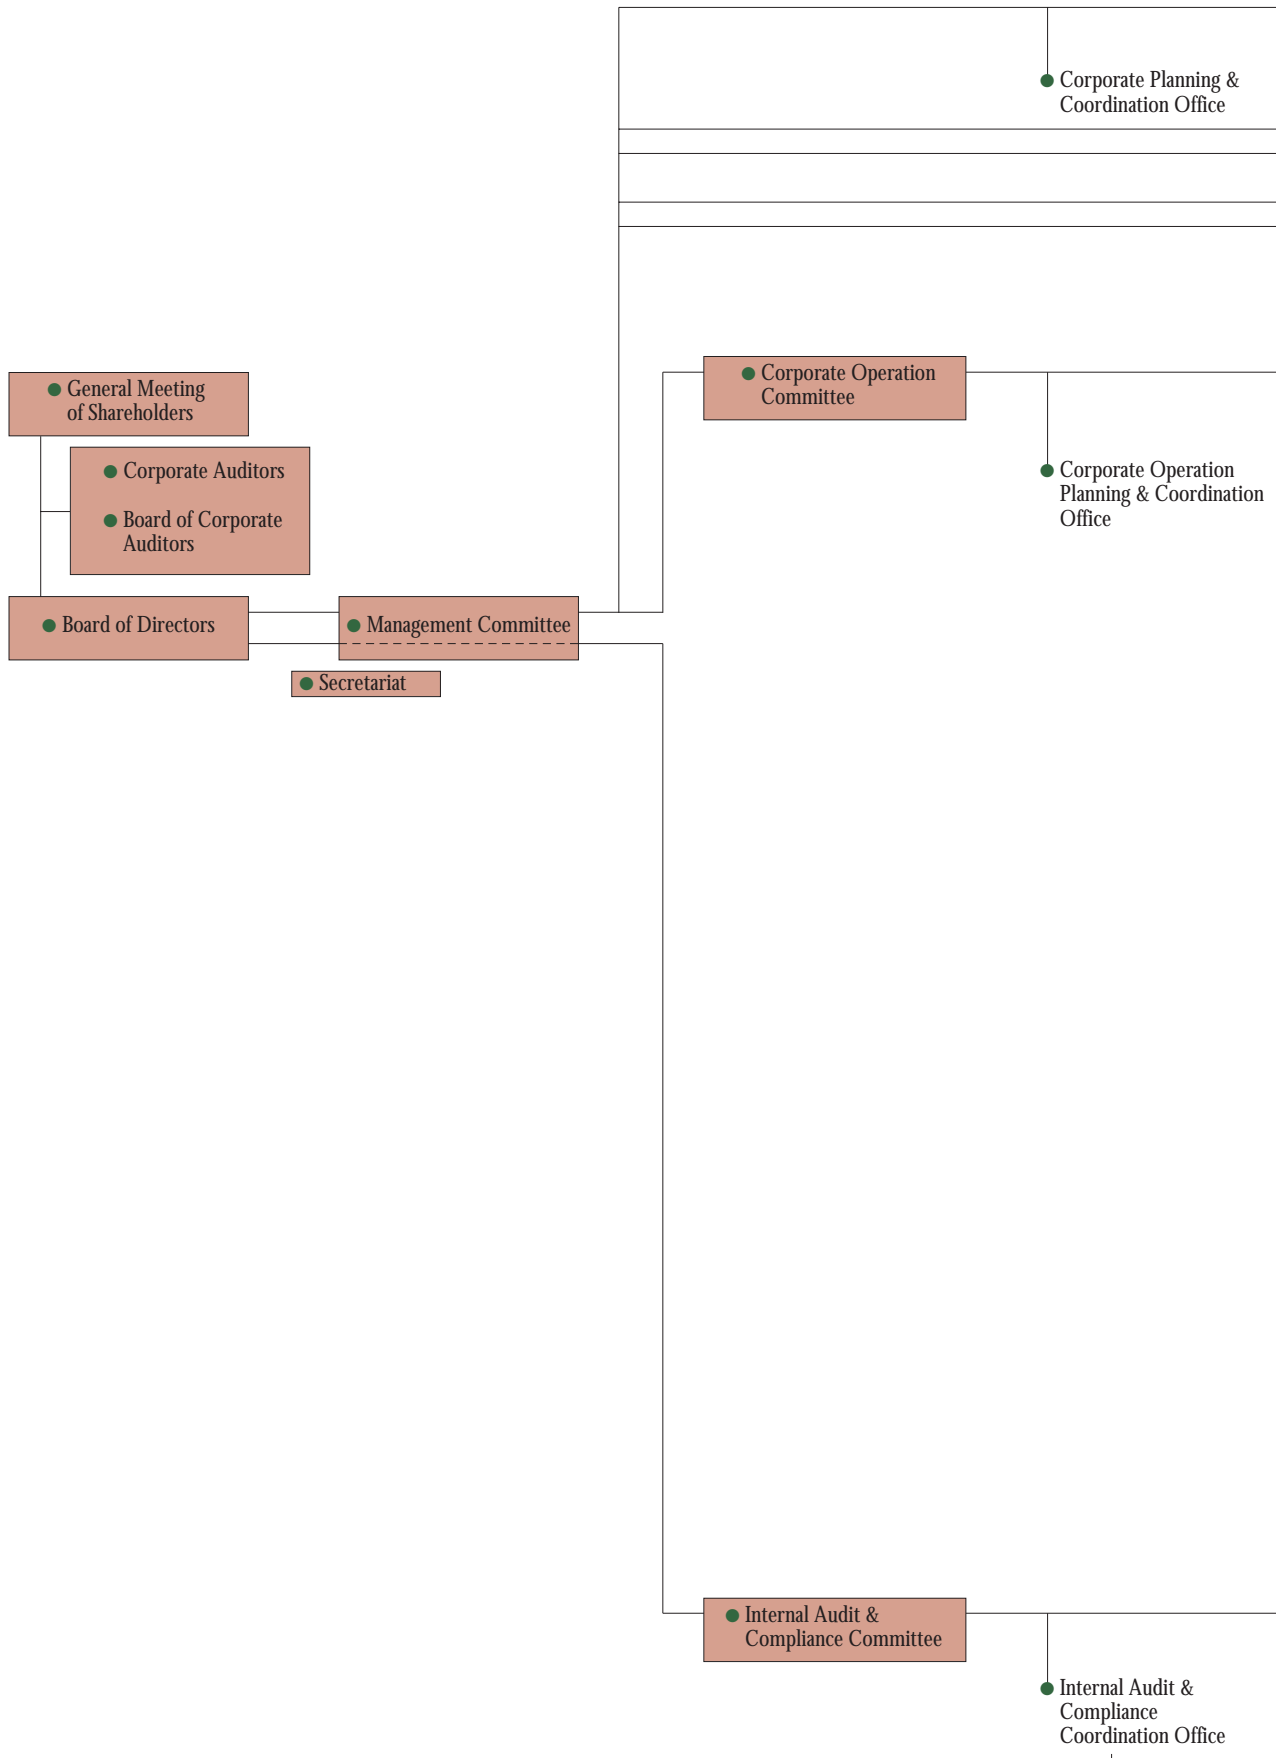 Corporate Planning &
Coordination Office
General Meeting
of Shareholders
Corporate Auditors
Board of Corporate
Auditors
Board of Directors
Management Committee
Secretariat
Corporate Operation
Committee
Corporate Operation
Planning & Coordination
Office
Internal Audit &
Compliance Committee
Internal Audit &
Compliance
Coordination Office